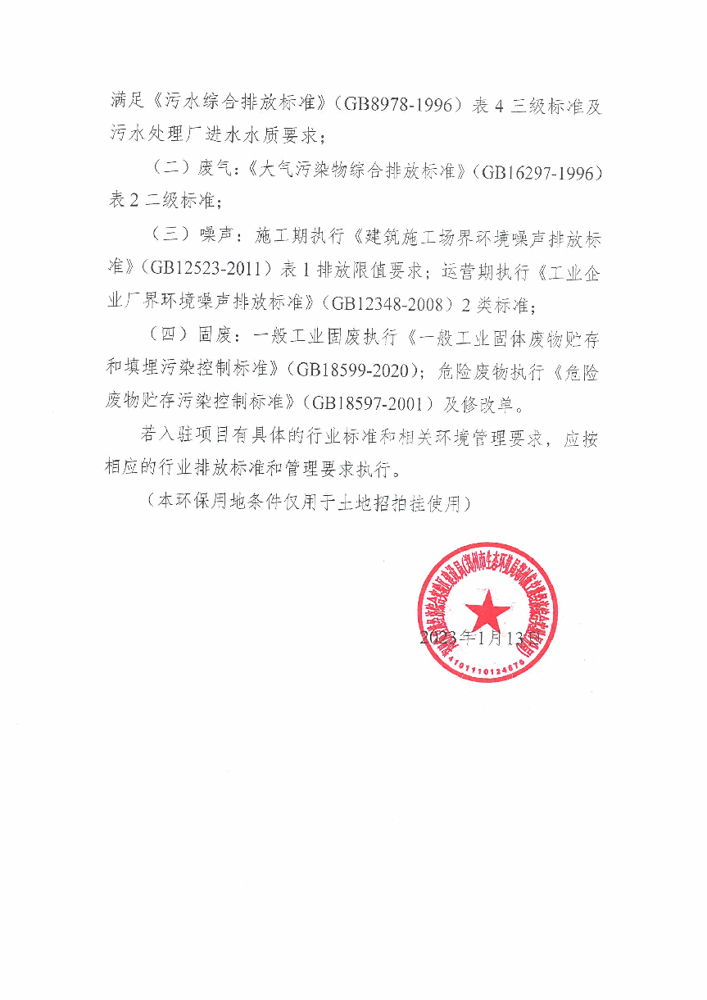 满足《污水综合排放标准》（GB8978-1996）表 4 三级标准及
污水处理厂进水水质要求；
（二）废气：《大气污染物综合排放标准》（GB16297-1996）
表 2 二级标准；
（三）噪声：施工期执行《建筑施工场界环境噪声排放标
准》（GB12523-2011）表 1 排放限值要求；运营期执行《工业企
业厂界环境噪声排放标准》（GB12348-2008）2 类标准；
（四）固废：一般工业固废执行《一般工业固体废物贮存
和填埋污染控制标准》（GB18599-2020）；危险废物执行《危险
废物贮存污染控制标准》（GB18597-2001）及修改单。
若入驻项目有具体的行业标准和相关环境管理要求，应按
相应的行业排放标准和管理要求执行。
（本环保用地条件仅用于土地招拍挂使用）
2023年1月13日
4101110124676